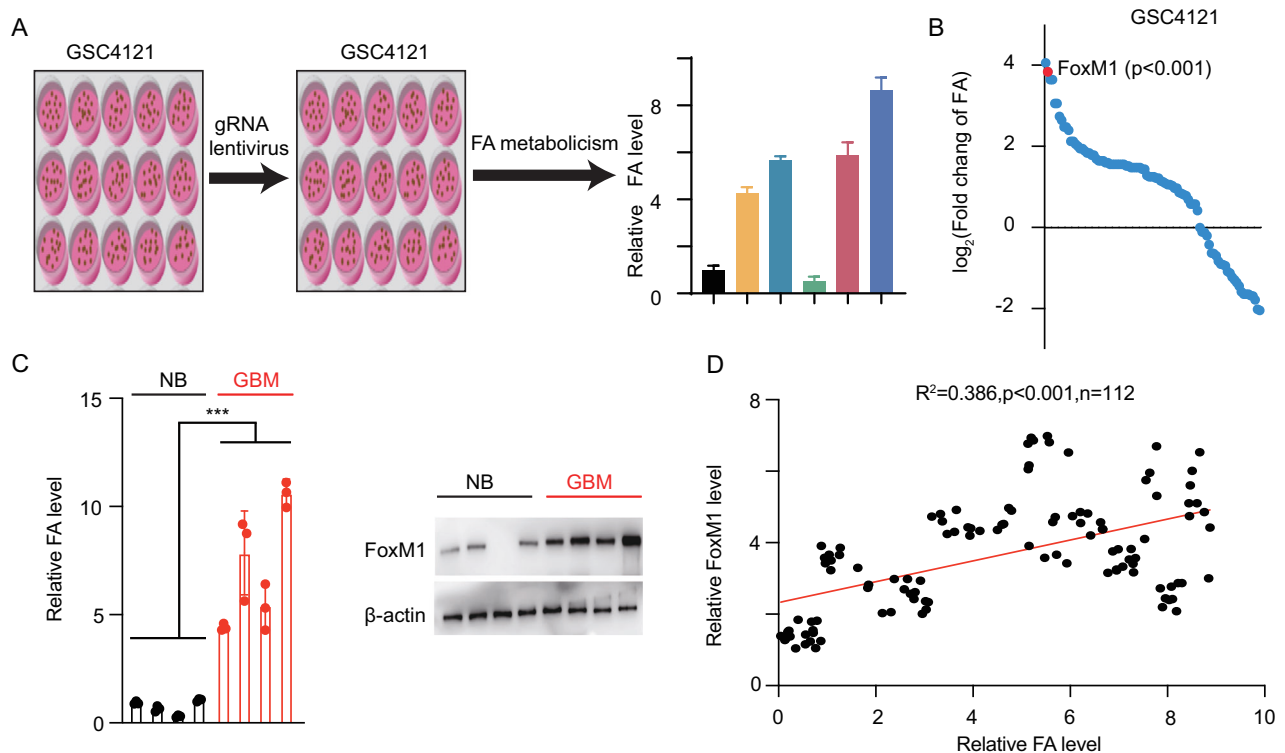 A
GSC4121
GSC4121
gRNA
lentivirus
FA metabolicism
Relative FA level
8
4
0
B
GSC4121
FoxM1 (p<0.001)
log2(Fold change of FA)
4
2
0
-2
C
NB
GBM
***
Relative FA level
15
10
5
0
NB
GBM
FoxM1
β-actin
D
R²=0.386,p<0.001,n=112
Relative FoxM1 level
8
4
0
0
2
4
6
8
10
Relative FA level